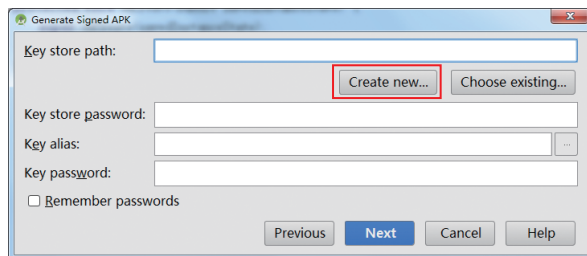 Generate Signed APK
Key store path:
Create new... Choose existing...
Key store password:
Key alias: ...
Key password:
Remember passwords
Previous Next Cancel Help